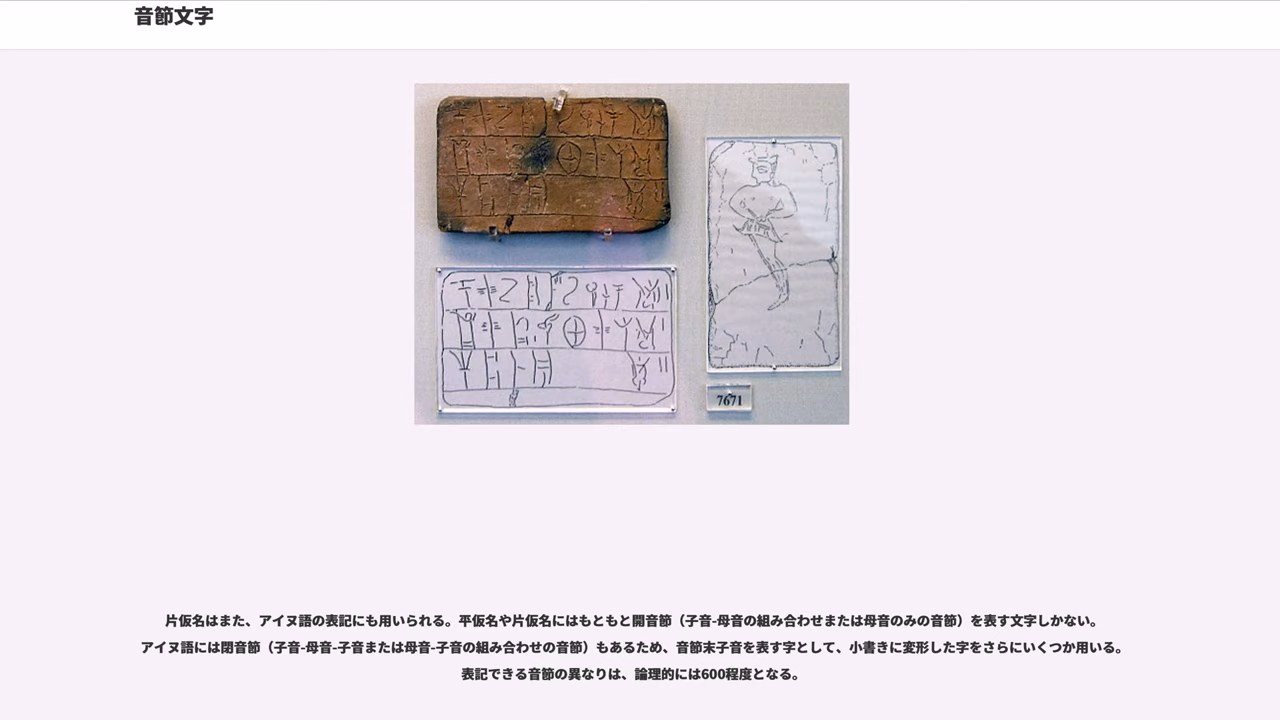 音節文字
7671
片仮名はまた、アイヌ語の表記にも用いられる。平仮名や片仮名にはもともと開音節（子音-母音の組み合わせまたは母音のみの音節）を表す文字しかない。
アイヌ語には閉音節（子音-母音-子音または母音-子音の組み合わせの音節）もあるため、音節末子音を表す字として、小書きに変形した字をさらにいくつか用いる。
表記できる音節の異なりは、論理的には600程度となる。